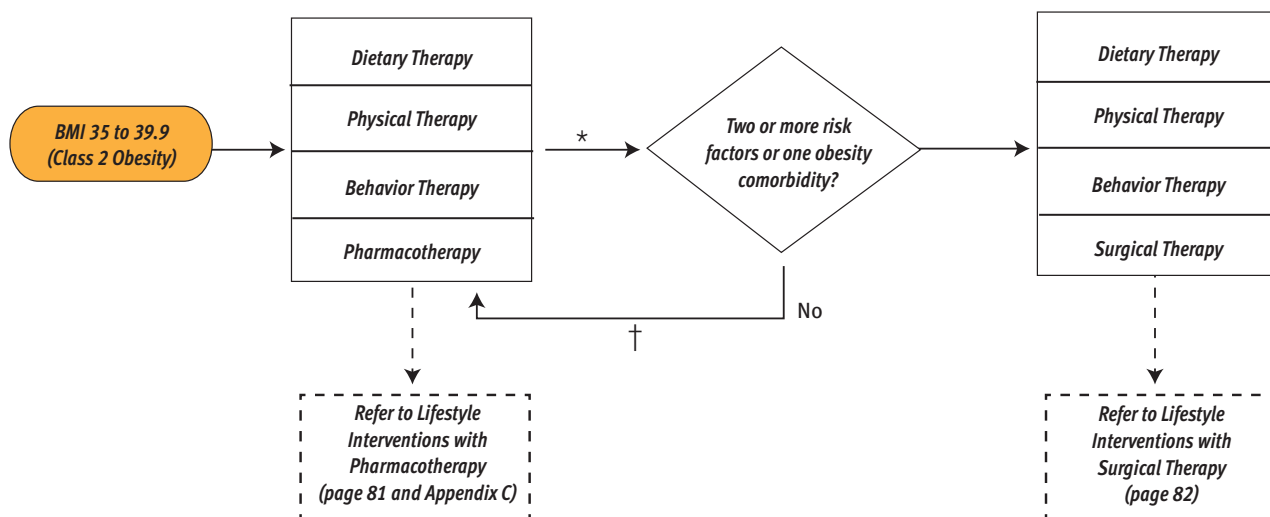 BMI 35 to 39.9
(Class 2 Obesity)
Dietary Therapy
Physical Therapy
Behavior Therapy
Pharmacotherapy
*
Two or more risk
factors or one obesity
comorbidity?
No
†
Dietary Therapy
Physical Therapy
Behavior Therapy
Surgical Therapy
Refer to Lifestyle
Interventions with
Pharmacotherapy
(page 81 and Appendix C)
Refer to Lifestyle
Interventions with
Surgical Therapy
(page 82)